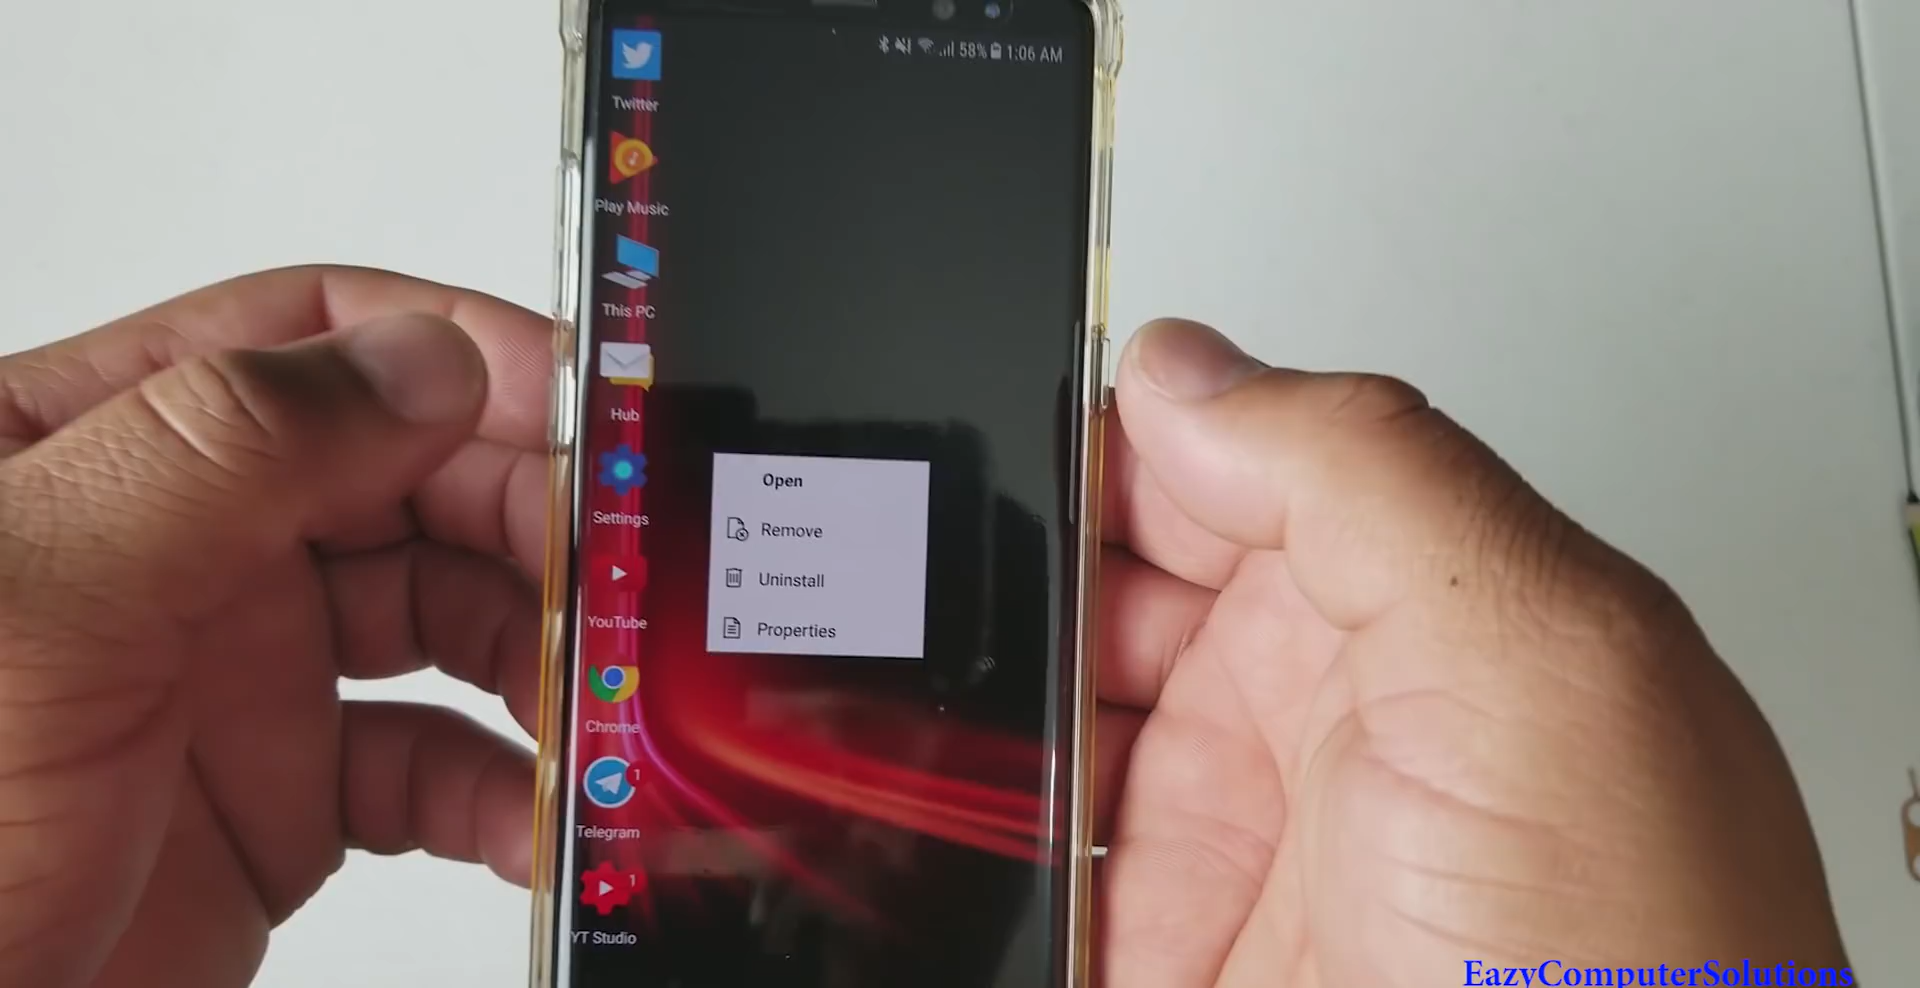 58% 1:06 AM
Twitter
Play Music
This PC
Hub
Settings
YouTube
Chrome
1
Telegram
1
YT Studio
Open
Remove
Uninstall
Properties
EazyComputerSolutions